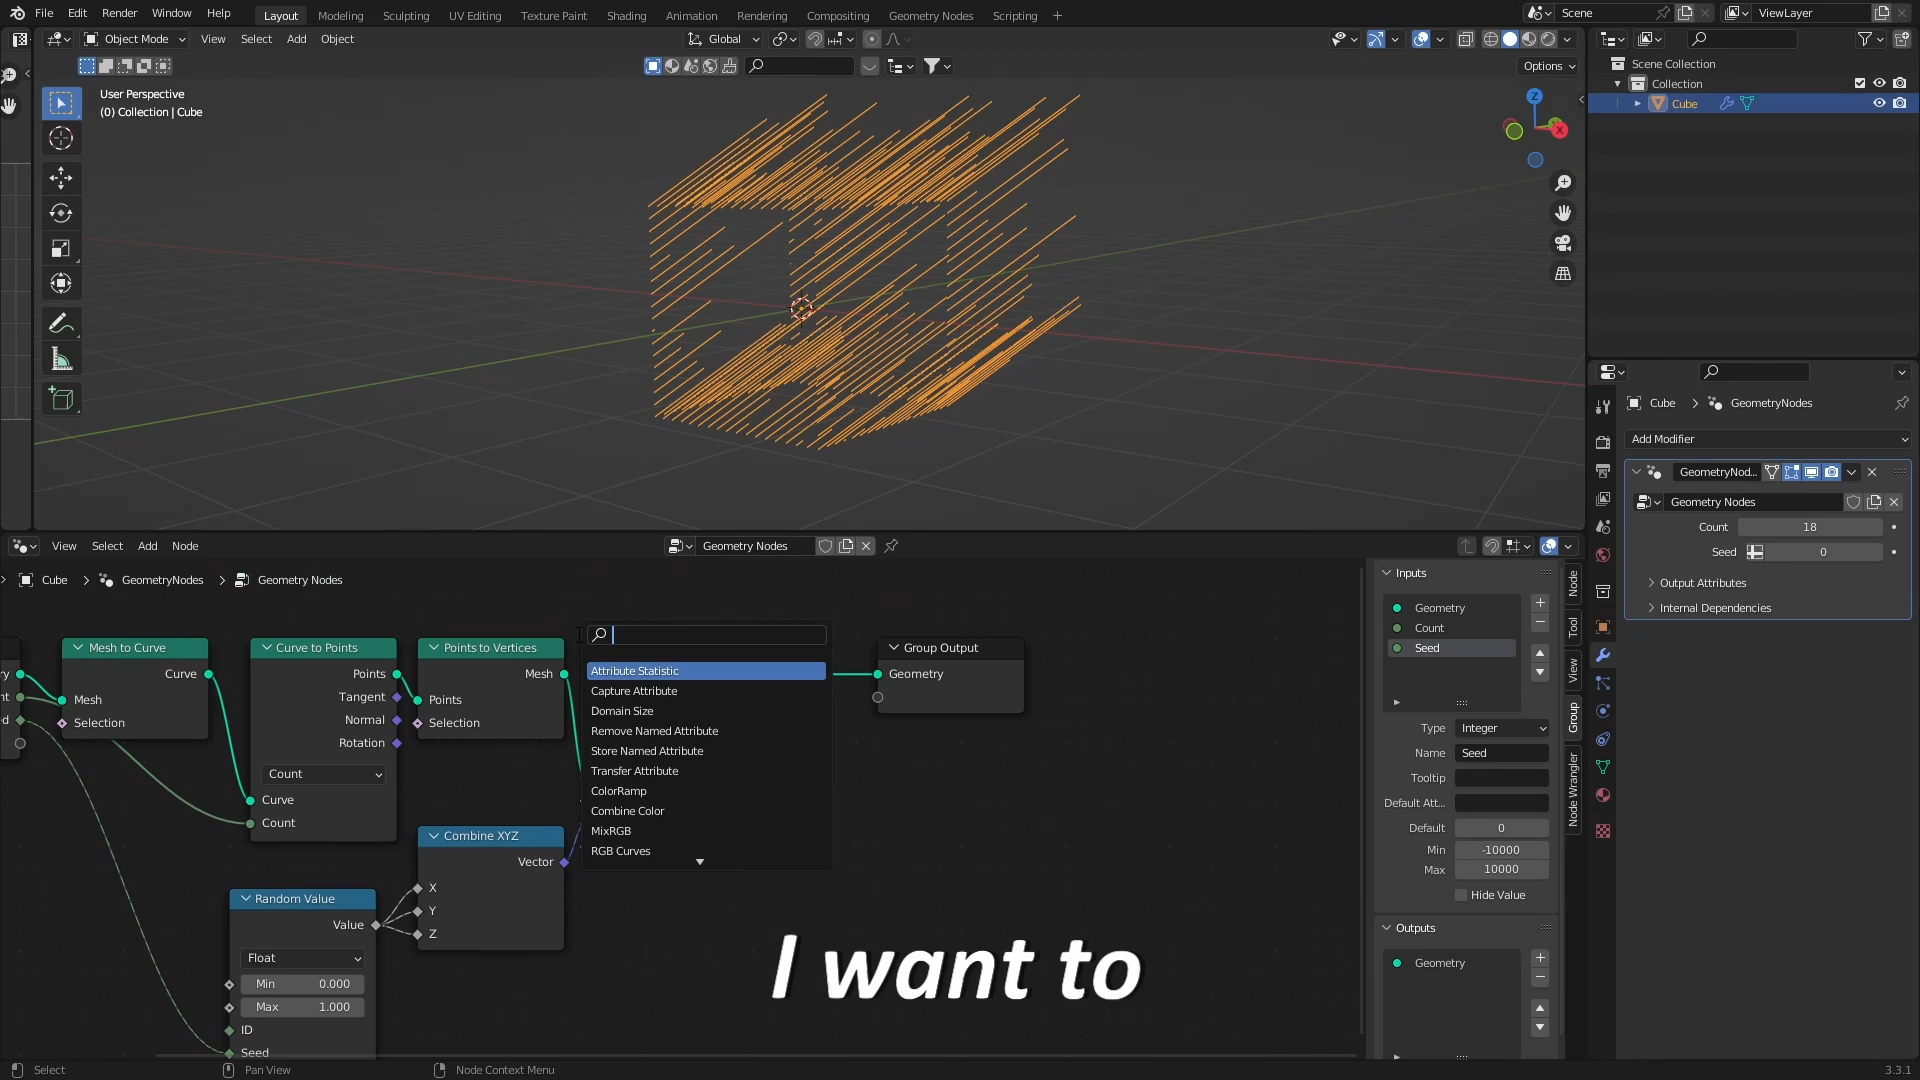 File Edit Render Window Help Layout Modeling Sculpting UV Editing Texture Paint Shading Animation Rendering Compositing Geometry Nodes Scripting + Scene ViewLayer
Object Mode View Select Add Object Global
Options
User Perspective
(0) Collection | Cube
Z
X
Scene Collection
Collection
Cube
Cube > GeometryNodes
Add Modifier
GeometryNod...
Geometry Nodes
Count 18
Seed 0
Output Attributes
Internal Dependencies
View Select Add Node Geometry Nodes
Cube > GeometryNodes > Geometry Nodes
Mesh to Curve
Curve
Mesh
Selection
Curve to Points
Points
Tangent
Normal
Rotation
Count
Curve
Count
Points to Vertices
Mesh
Points
Selection
Combine XYZ
Vector
X
Y
Z
Random Value
Value
Float
Min 0.000
Max 1.000
ID
Seed
Attribute Statistic
Capture Attribute
Domain Size
Remove Named Attribute
Store Named Attribute
Transfer Attribute
ColorRamp
Combine Color
MixRGB
RGB Curves
Group Output
Geometry
I want to
Inputs
Geometry
Count
Seed
Type Integer
Name Seed
Tooltip
Default Att...
Default 0
Min -10000
Max 10000
Hide Value
Outputs
Geometry
Node
Tool
View
Group
Node Wrangler
Select Pan View Node Context Menu 3.3.1